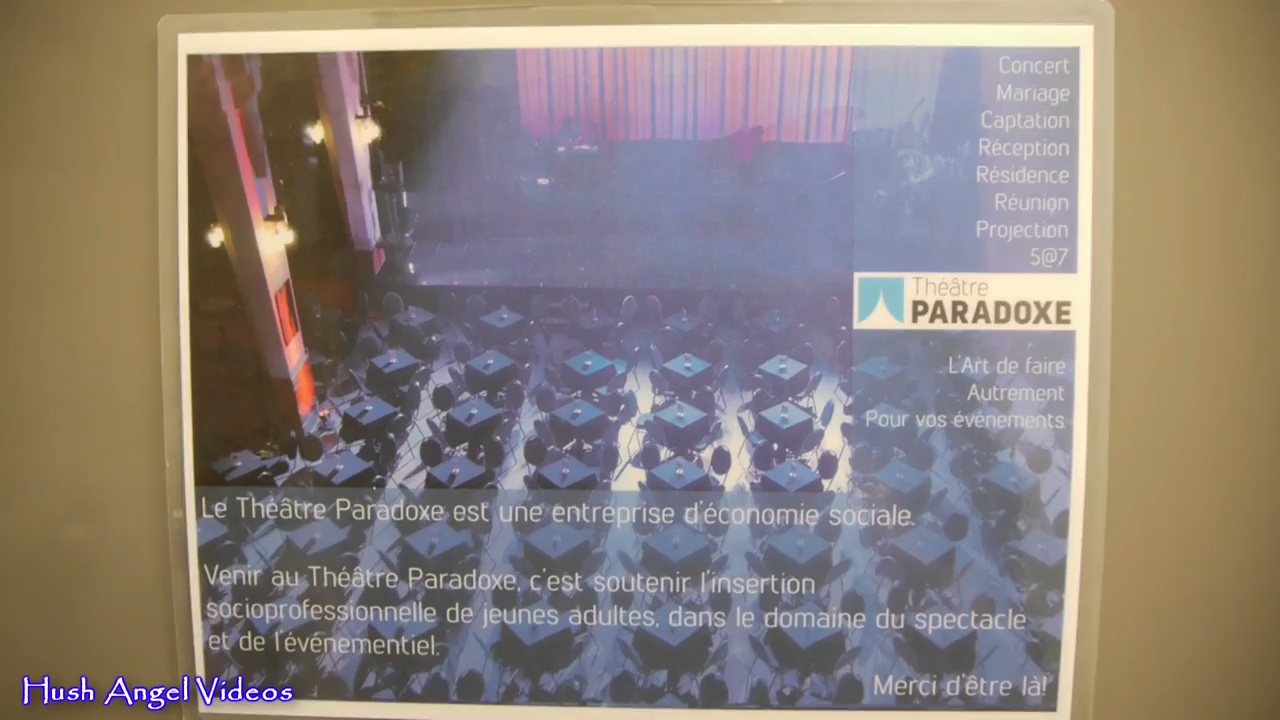 Concert
Mariage
Captation
Réception
Résidence
Réunion
Projection
5@7
Théâtre
PARADOXE
L'Art de faire
Autrement
Pour vos événements
Le Théâtre Paradoxe est une entreprise d'économie sociale.
Venir au Théâtre Paradoxe, c'est soutenir l'insertion
socioprofessionnelle de jeunes adultes, dans le domaine du spectacle
et de l'événementiel.
Merci d'être là!
Hush Angel Videos